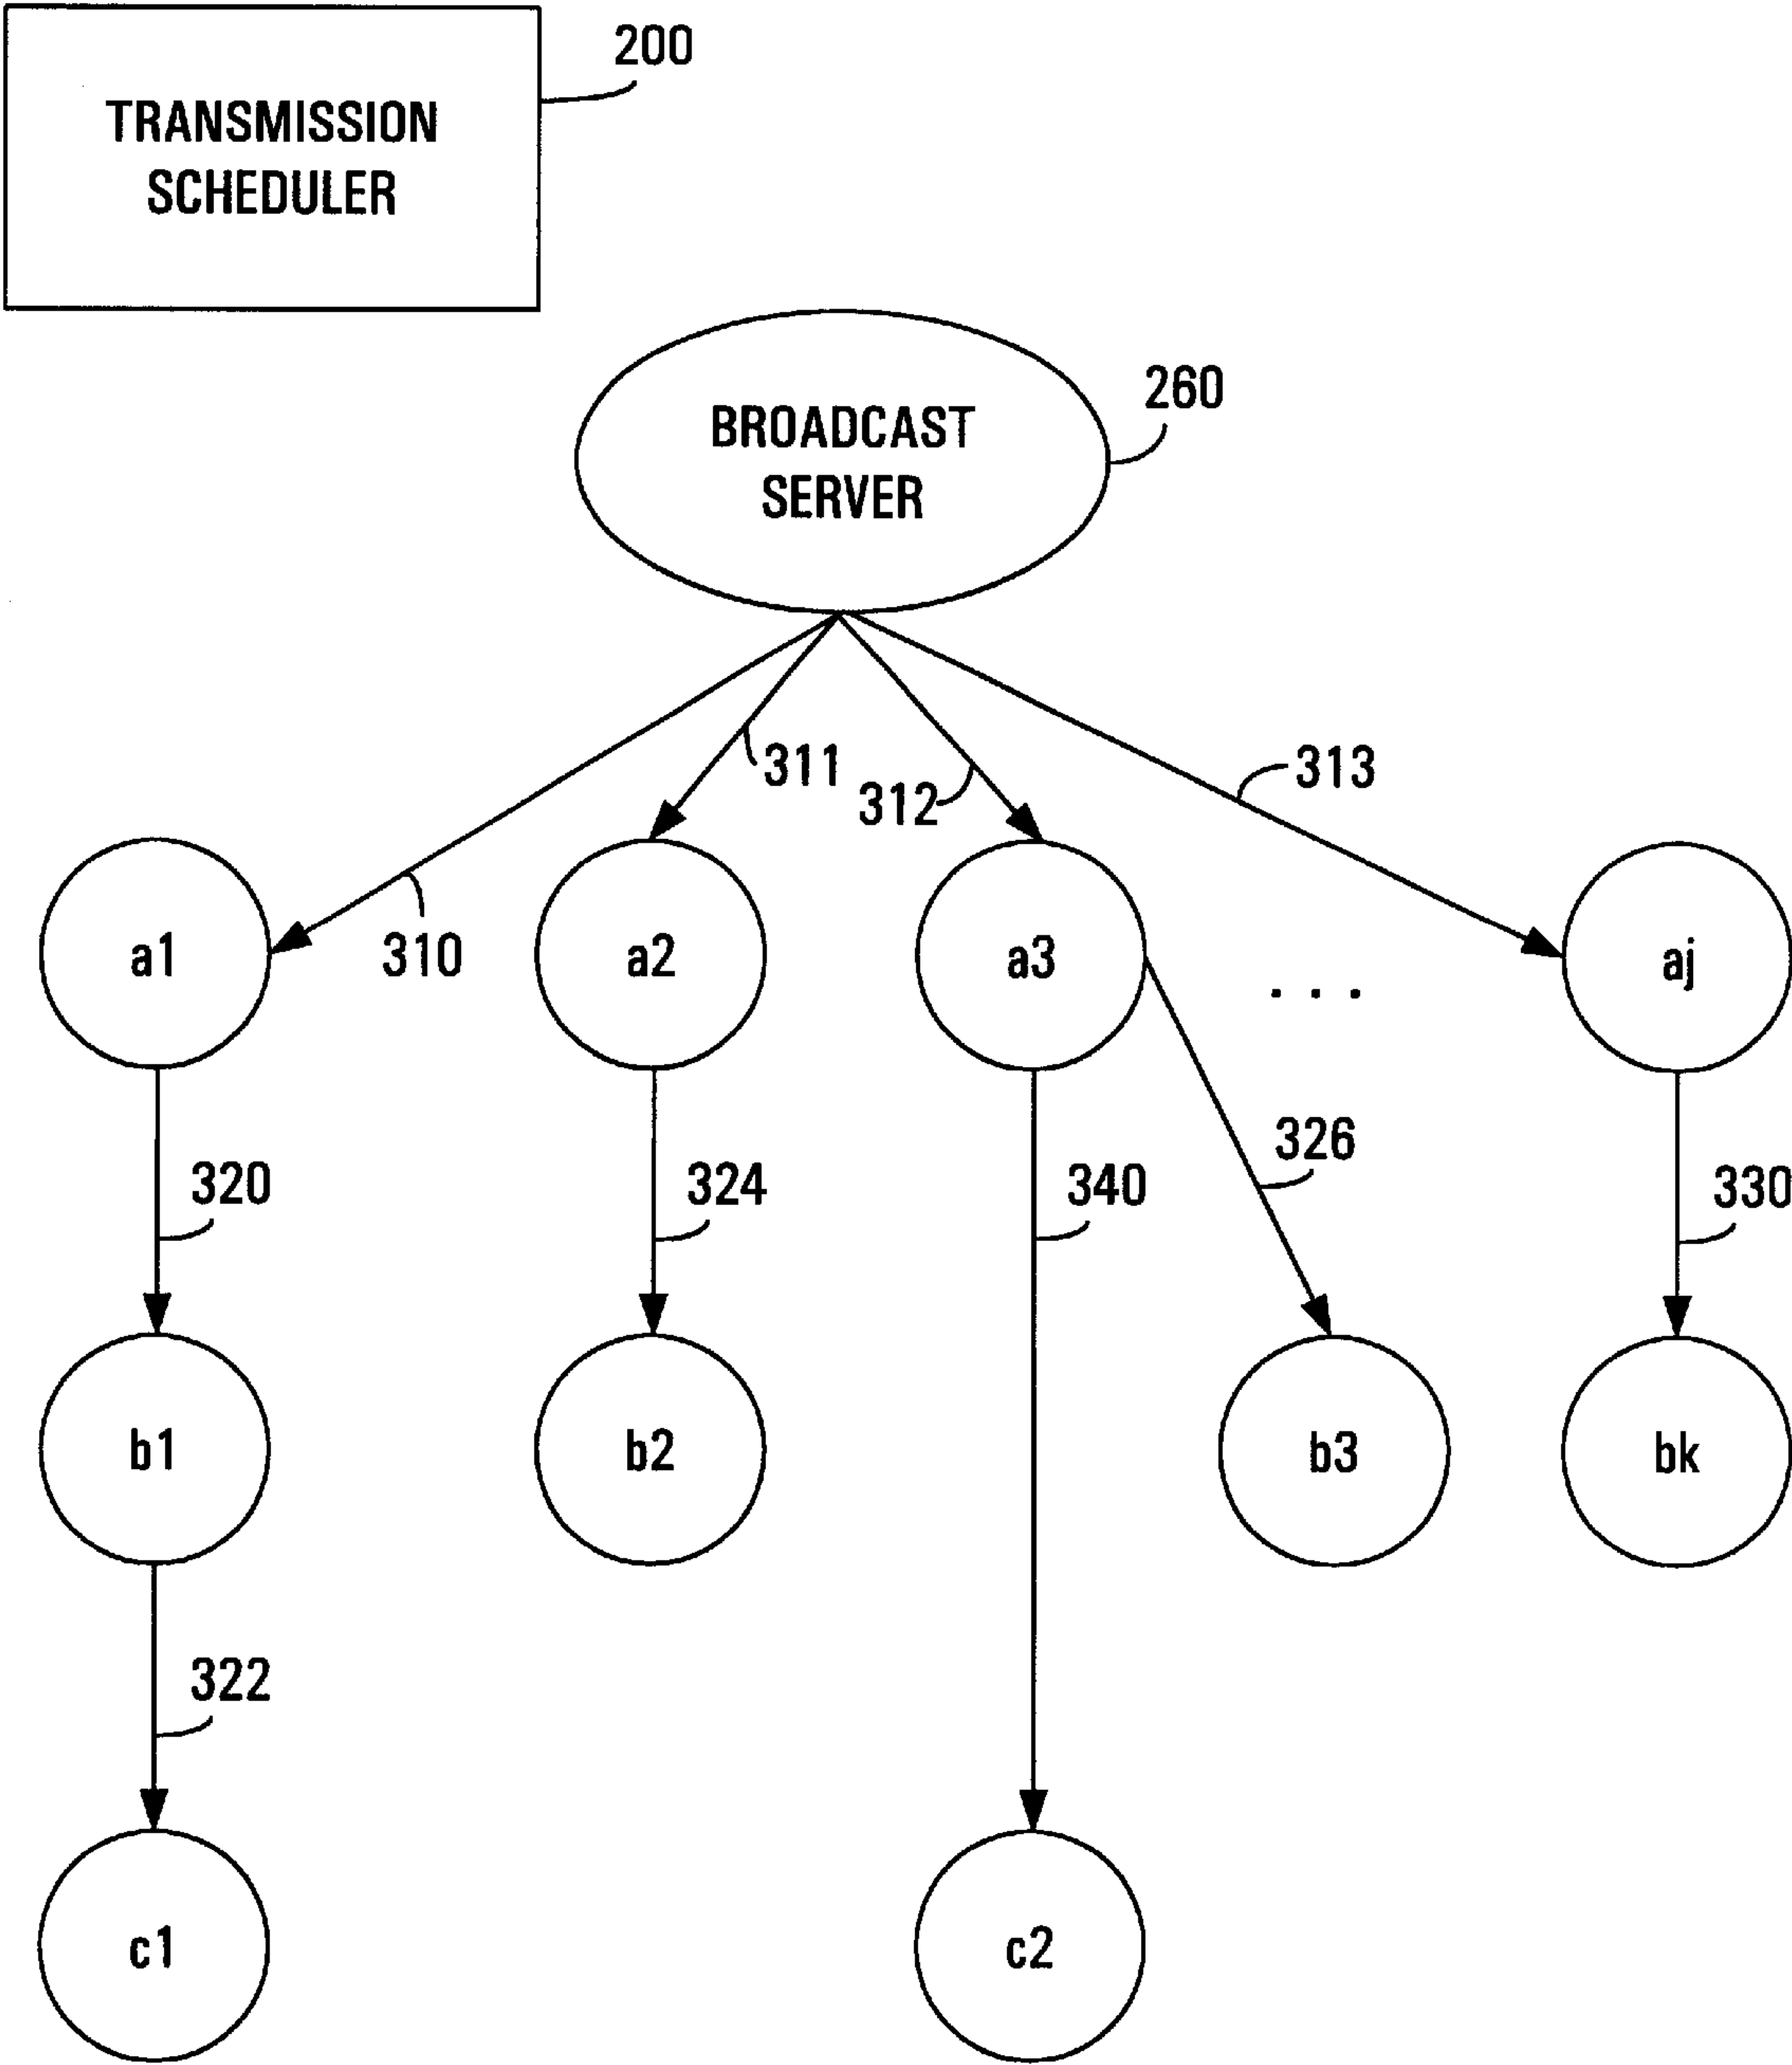 200
TRANSMISSION
SCHEDULER
260
BROADCAST
SERVER
311
312
313
310
a1
a2
a3
. . .
aj
320
324
340
326
330
b1
b2
b3
bk
322
c1
c2